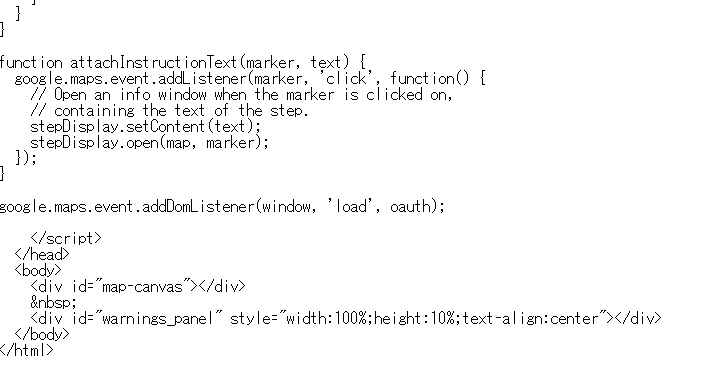 }
}
function attachInstructionText(marker, text) {
google.maps.event.addListener(marker, 'click', function() {
// Open an info window when the marker is clicked on,
// containing the text of the step.
stepDisplay.setContent(text);
stepDisplay.open(map, marker);
});
}
google.maps.event.addDomListener(window, 'load', oauth);
</script>
</head>
<body>
<div id="map-canvas"></div>
&nbsp;
<div id="warnings_panel" style="width:100%;height:10%;text-align:center"></div>
</body>
</html>